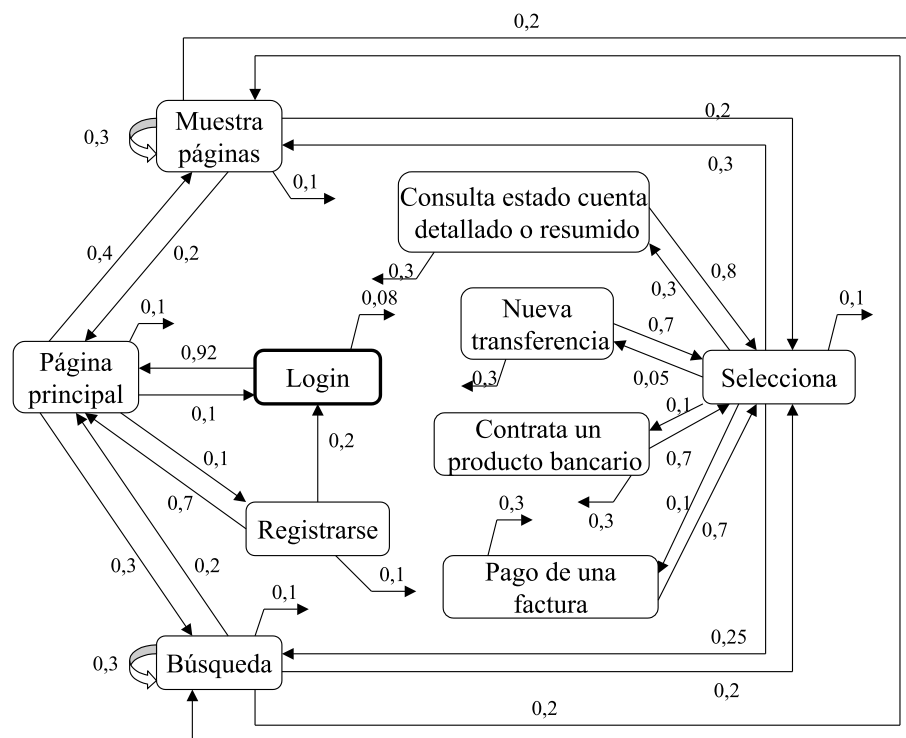 0,2
Muestra
páginas
0,3
0,2
0,3
0,1
Consulta estado cuenta
detallado o resumido
0,4
0,2
0,3
0,8
0,3
0,1
0,08
0,1
Nueva
transferencia
0,7
0,92
Página
principal
Login
0,3
0,05
Selecciona
0,1
0,1
0,2
Contrata un
producto bancario
0,1
0,7
0,7
0,3
0,3
0,1
0,7
Registrarse
0,3
0,2
0,1
Pago de una
factura
0,1
0,25
0,3
Búsqueda
0,2
0,2